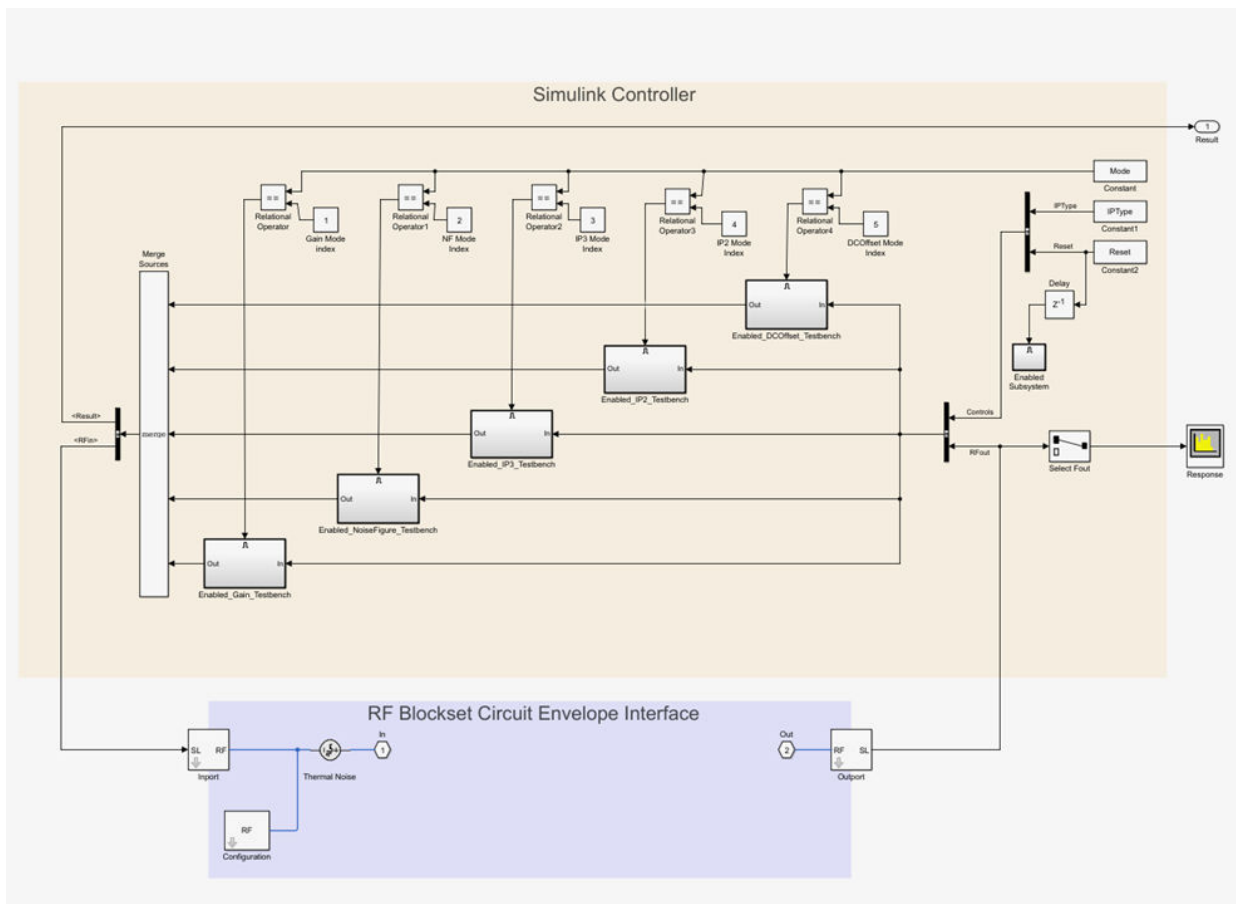 Simulink Controller
1
Result
Mode
Constant
==
Relational
Operator
1
Gain Mode
index
==
Relational
Operator1
2
NF Mode
Index
==
Relational
Operator2
3
IP3 Mode
Index
==
Relational
Operator3
4
IP2 Mode
Index
==
Relational
Operator4
5
DCOffset Mode
Index
IPType
IPType
Constant1
Reset
Reset
Constant2
Delay
Z-1
Enabled
Subsystem
Merge
Sources
merge
Out
In
Enabled_DCOffset_Testbench
Out
In
Enabled_IP2_Testbench
Out
In
Enabled_IP3_Testbench
Out
In
Enabled_NoiseFigure_Testbench
Out
In
Enabled_Gain_Testbench
<Result>
<RFin>
Controls
RFout
Select Fout
Response
RF Blockset Circuit Envelope Interface
SL
RF
Inport
Thermal Noise
In
1
RF
Configuration
Out
2
RF
SL
Outport